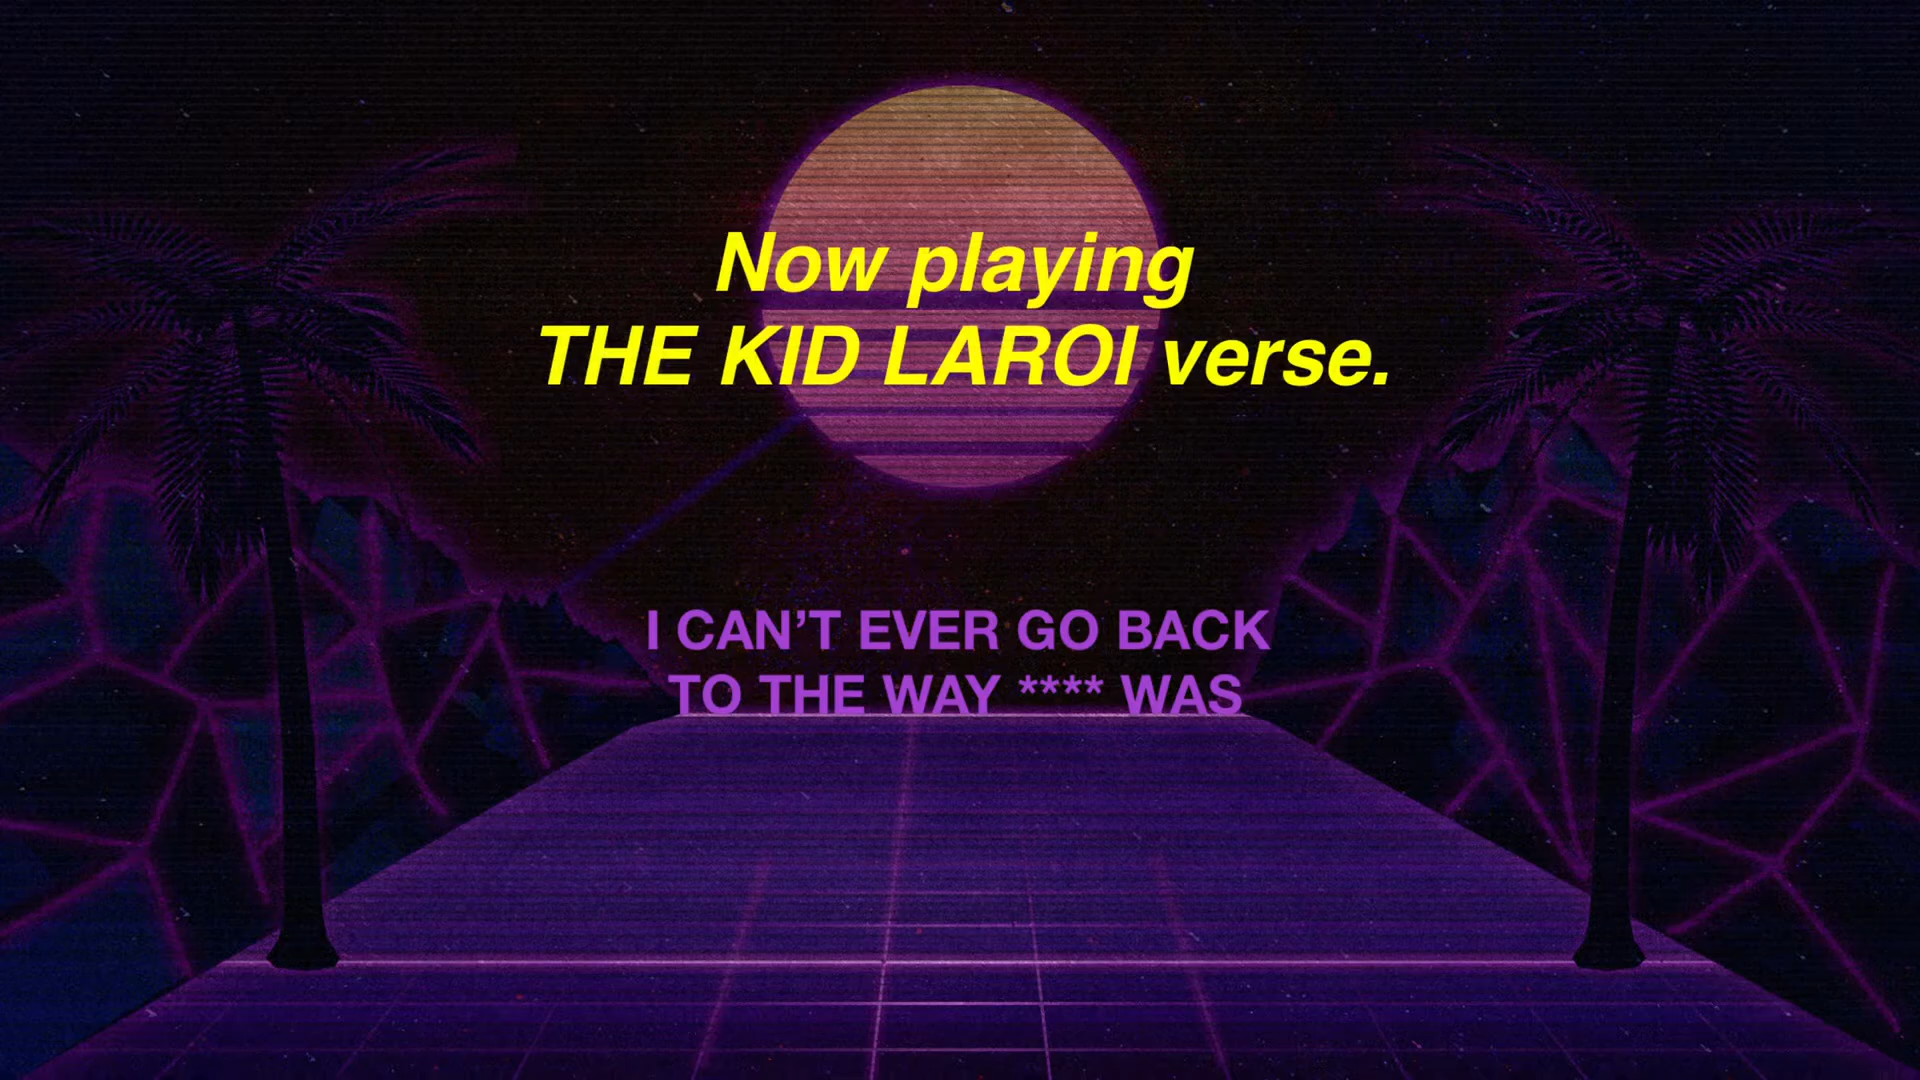 Now playing
THE KID LAROI verse.
I CAN’T EVER GO BACK
TO THE WAY **** WAS